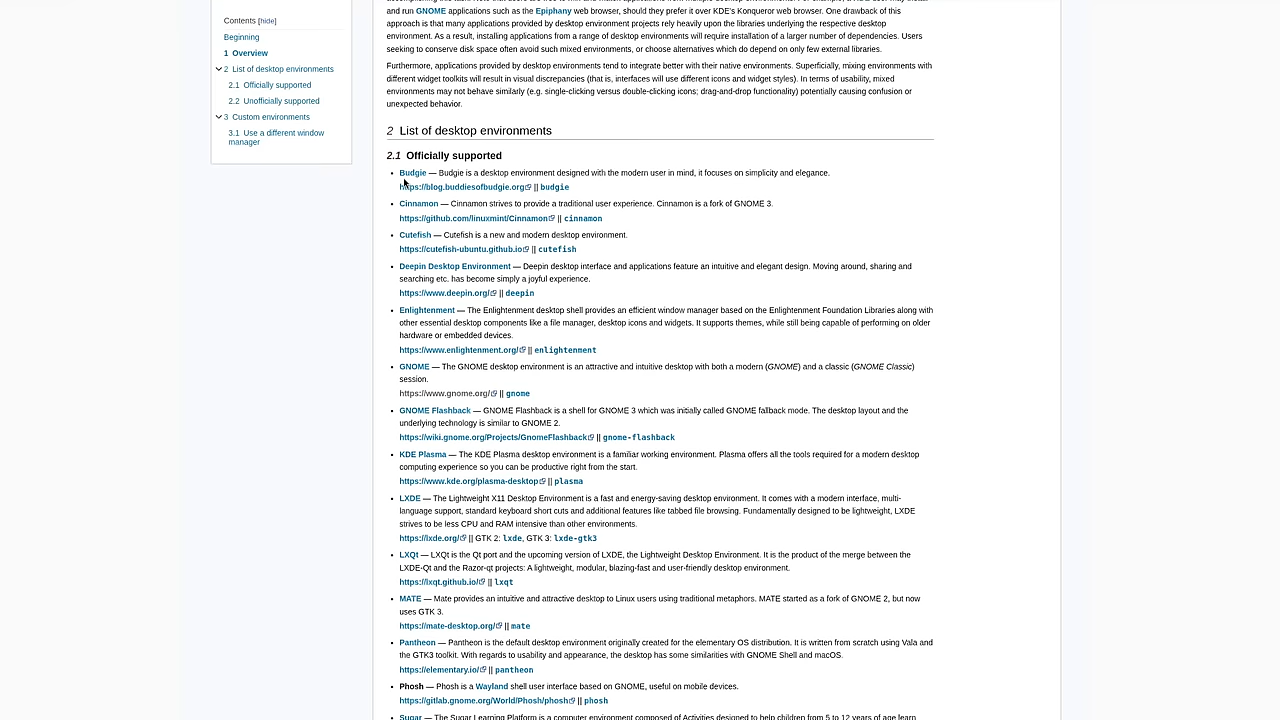 Contents [hide]
Beginning
1 Overview
2 List of desktop environments
2.1 Officially supported
2.2 Unofficially supported
3 Custom environments
3.1 Use a different window
manager
and run GNOME applications such as the Epiphany web browser, should they prefer it over KDE's Konqueror web browser. One drawback of this
approach is that many applications provided by desktop environment projects rely heavily upon the libraries underlying the respective desktop
environment. As a result, installing applications from a range of desktop environments will require installation of a larger number of dependencies. Users
seeking to conserve disk space often avoid such mixed environments, or choose alternatives which do depend on only few external libraries.
Furthermore, applications provided by desktop environments tend to integrate better with their native environments. Superficially, mixing environments with
different widget toolkits will result in visual discrepancies (that is, interfaces will use different icons and widget styles). In terms of usability, mixed
environments may not behave similarly (e.g. single-clicking versus double-clicking icons; drag-and-drop functionality) potentially causing confusion or
unexpected behavior.
2 List of desktop environments
2.1 Officially supported
• Budgie — Budgie is a desktop environment designed with the modern user in mind, it focuses on simplicity and elegance.
https://blog.buddiesofbudgie.org || budgie
• Cinnamon — Cinnamon strives to provide a traditional user experience. Cinnamon is a fork of GNOME 3.
https://github.com/linuxmint/Cinnamon || cinnamon
• Cutefish — Cutefish is a new and modern desktop environment.
https://cutefish-ubuntu.github.io || cutefish
• Deepin Desktop Environment — Deepin desktop interface and applications feature an intuitive and elegant design. Moving around, sharing and
searching etc. has become simply a joyful experience.
https://www.deepin.org/ || deepin
• Enlightenment — The Enlightenment desktop shell provides an efficient window manager based on the Enlightenment Foundation Libraries along with
other essential desktop components like a file manager, desktop icons and widgets. It supports themes, while still being capable of performing on older
hardware or embedded devices.
https://www.enlightenment.org/ || enlightenment
• GNOME — The GNOME desktop environment is an attractive and intuitive desktop with both a modern (GNOME) and a classic (GNOME Classic)
session.
https://www.gnome.org/ || gnome
• GNOME Flashback — GNOME Flashback is a shell for GNOME 3 which was initially called GNOME fallback mode. The desktop layout and the
underlying technology is similar to GNOME 2.
https://wiki.gnome.org/Projects/GnomeFlashback || gnome-flashback
• KDE Plasma — The KDE Plasma desktop environment is a familiar working environment. Plasma offers all the tools required for a modern desktop
computing experience so you can be productive right from the start.
https://www.kde.org/plasma-desktop || plasma
• LXDE — The Lightweight X11 Desktop Environment is a fast and energy-saving desktop environment. It comes with a modern interface, multi-
language support, standard keyboard short cuts and additional features like tabbed file browsing. Fundamentally designed to be lightweight, LXDE
strives to be less CPU and RAM intensive than other environments.
https://lxde.org/ || GTK 2: lxde, GTK 3: lxde-gtk3
• LXQt — LXQt is the Qt port and the upcoming version of LXDE, the Lightweight Desktop Environment. It is the product of the merge between the
LXDE-Qt and the Razor-qt projects: A lightweight, modular, blazing-fast and user-friendly desktop environment.
https://lxqt.github.io/ || lxqt
• MATE — Mate provides an intuitive and attractive desktop to Linux users using traditional metaphors. MATE started as a fork of GNOME 2, but now
uses GTK 3.
https://mate-desktop.org/ || mate
• Pantheon — Pantheon is the default desktop environment originally created for the elementary OS distribution. It is written from scratch using Vala and
the GTK3 toolkit. With regards to usability and appearance, the desktop has some similarities with GNOME Shell and macOS.
https://elementary.io/ || pantheon
• Phosh — Phosh is a Wayland shell user interface based on GNOME, useful on mobile devices.
https://gitlab.gnome.org/World/Phosh/phosh || phosh
• Sugar — The Sugar Learning Platform is a computer environment composed of Activities designed to help children from 5 to 12 years of age learn